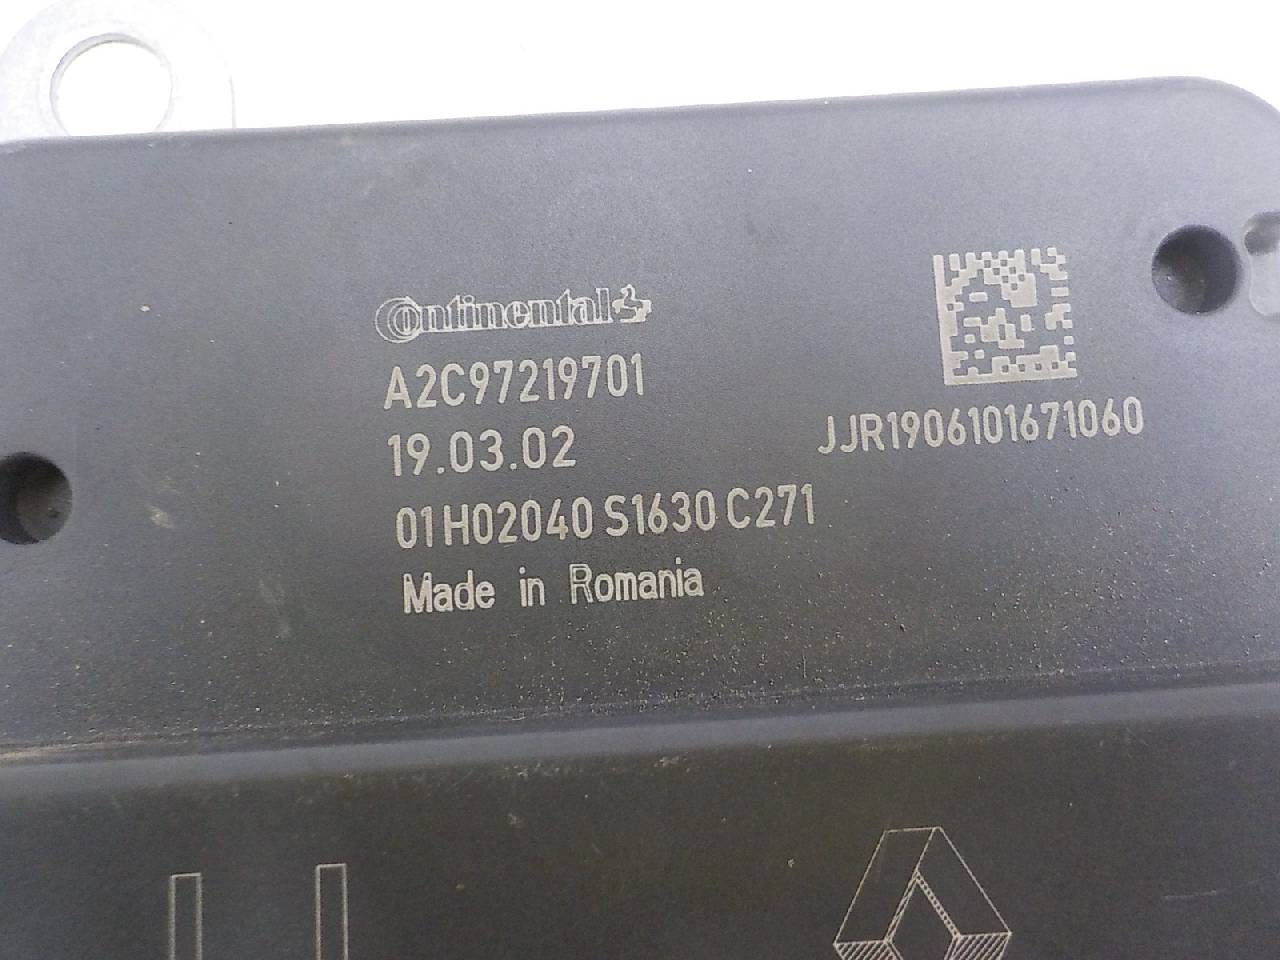 Continental
A2C97219701
19.03.02
JJR1906101671060
01H02040 S1630 C271
Made in Romania